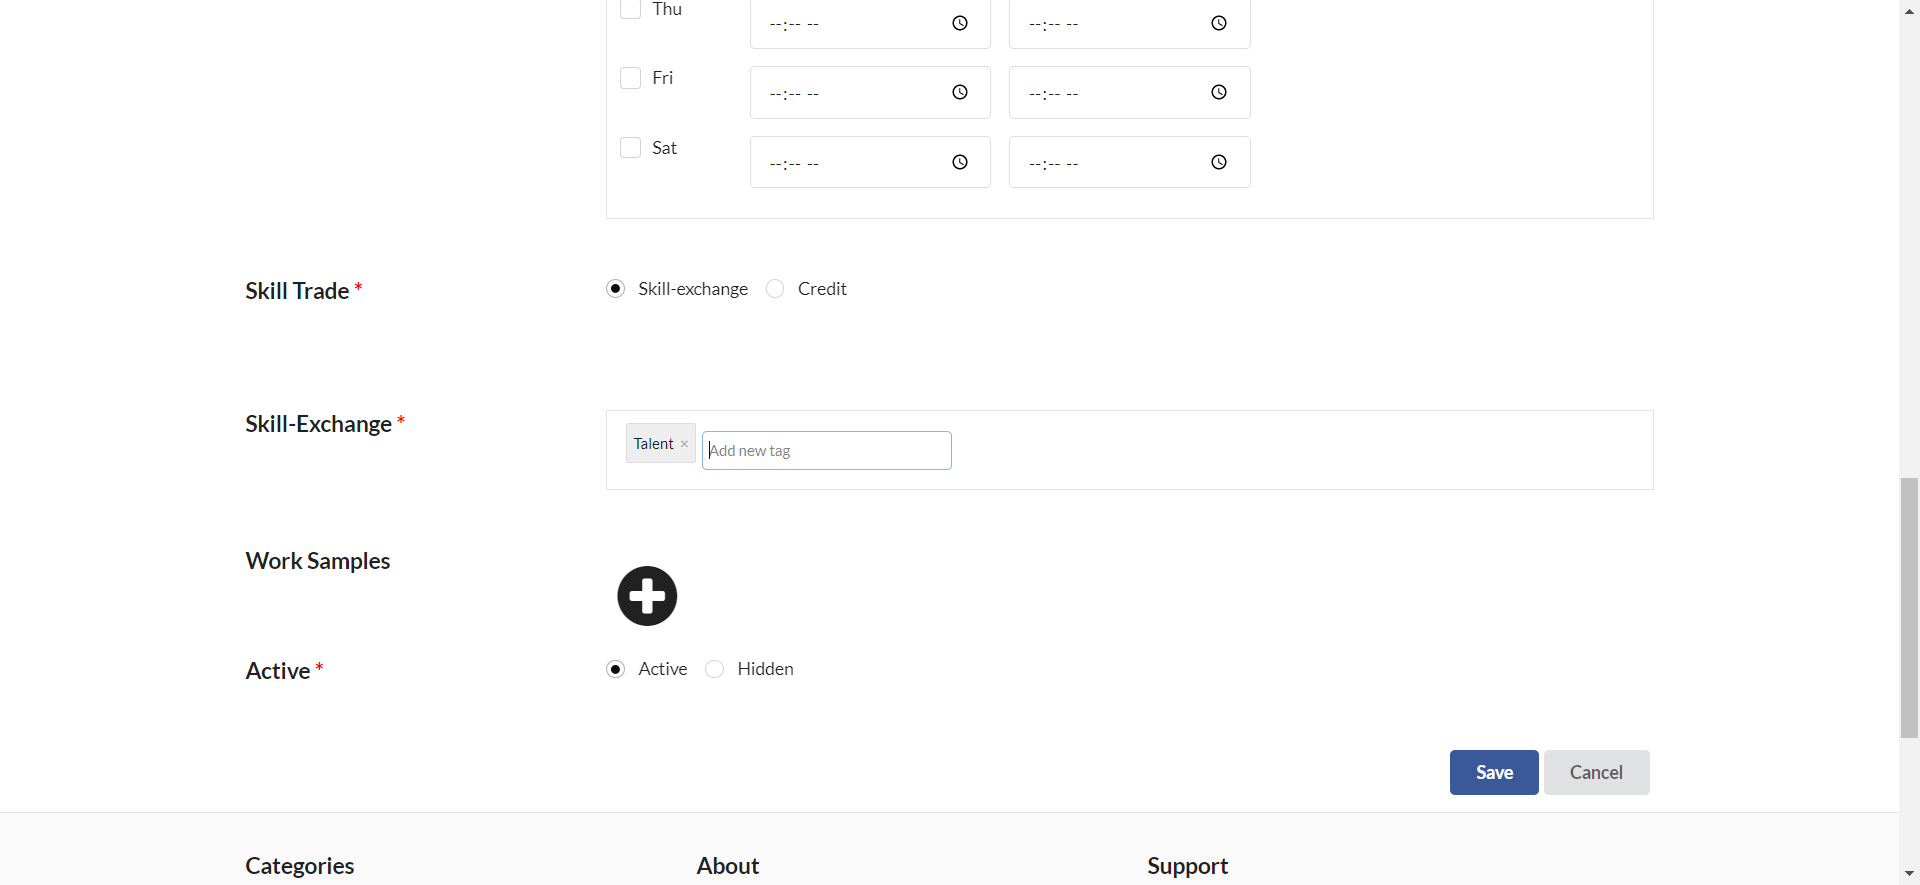 Thu --:-- -- --:-- --
Fri --:-- -- --:-- --
Sat --:-- -- --:-- --
Skill Trade * Skill-exchange Credit
Skill-Exchange * Talent × Add new tag
Work Samples
Active * Active Hidden
Save Cancel
Categories About Support